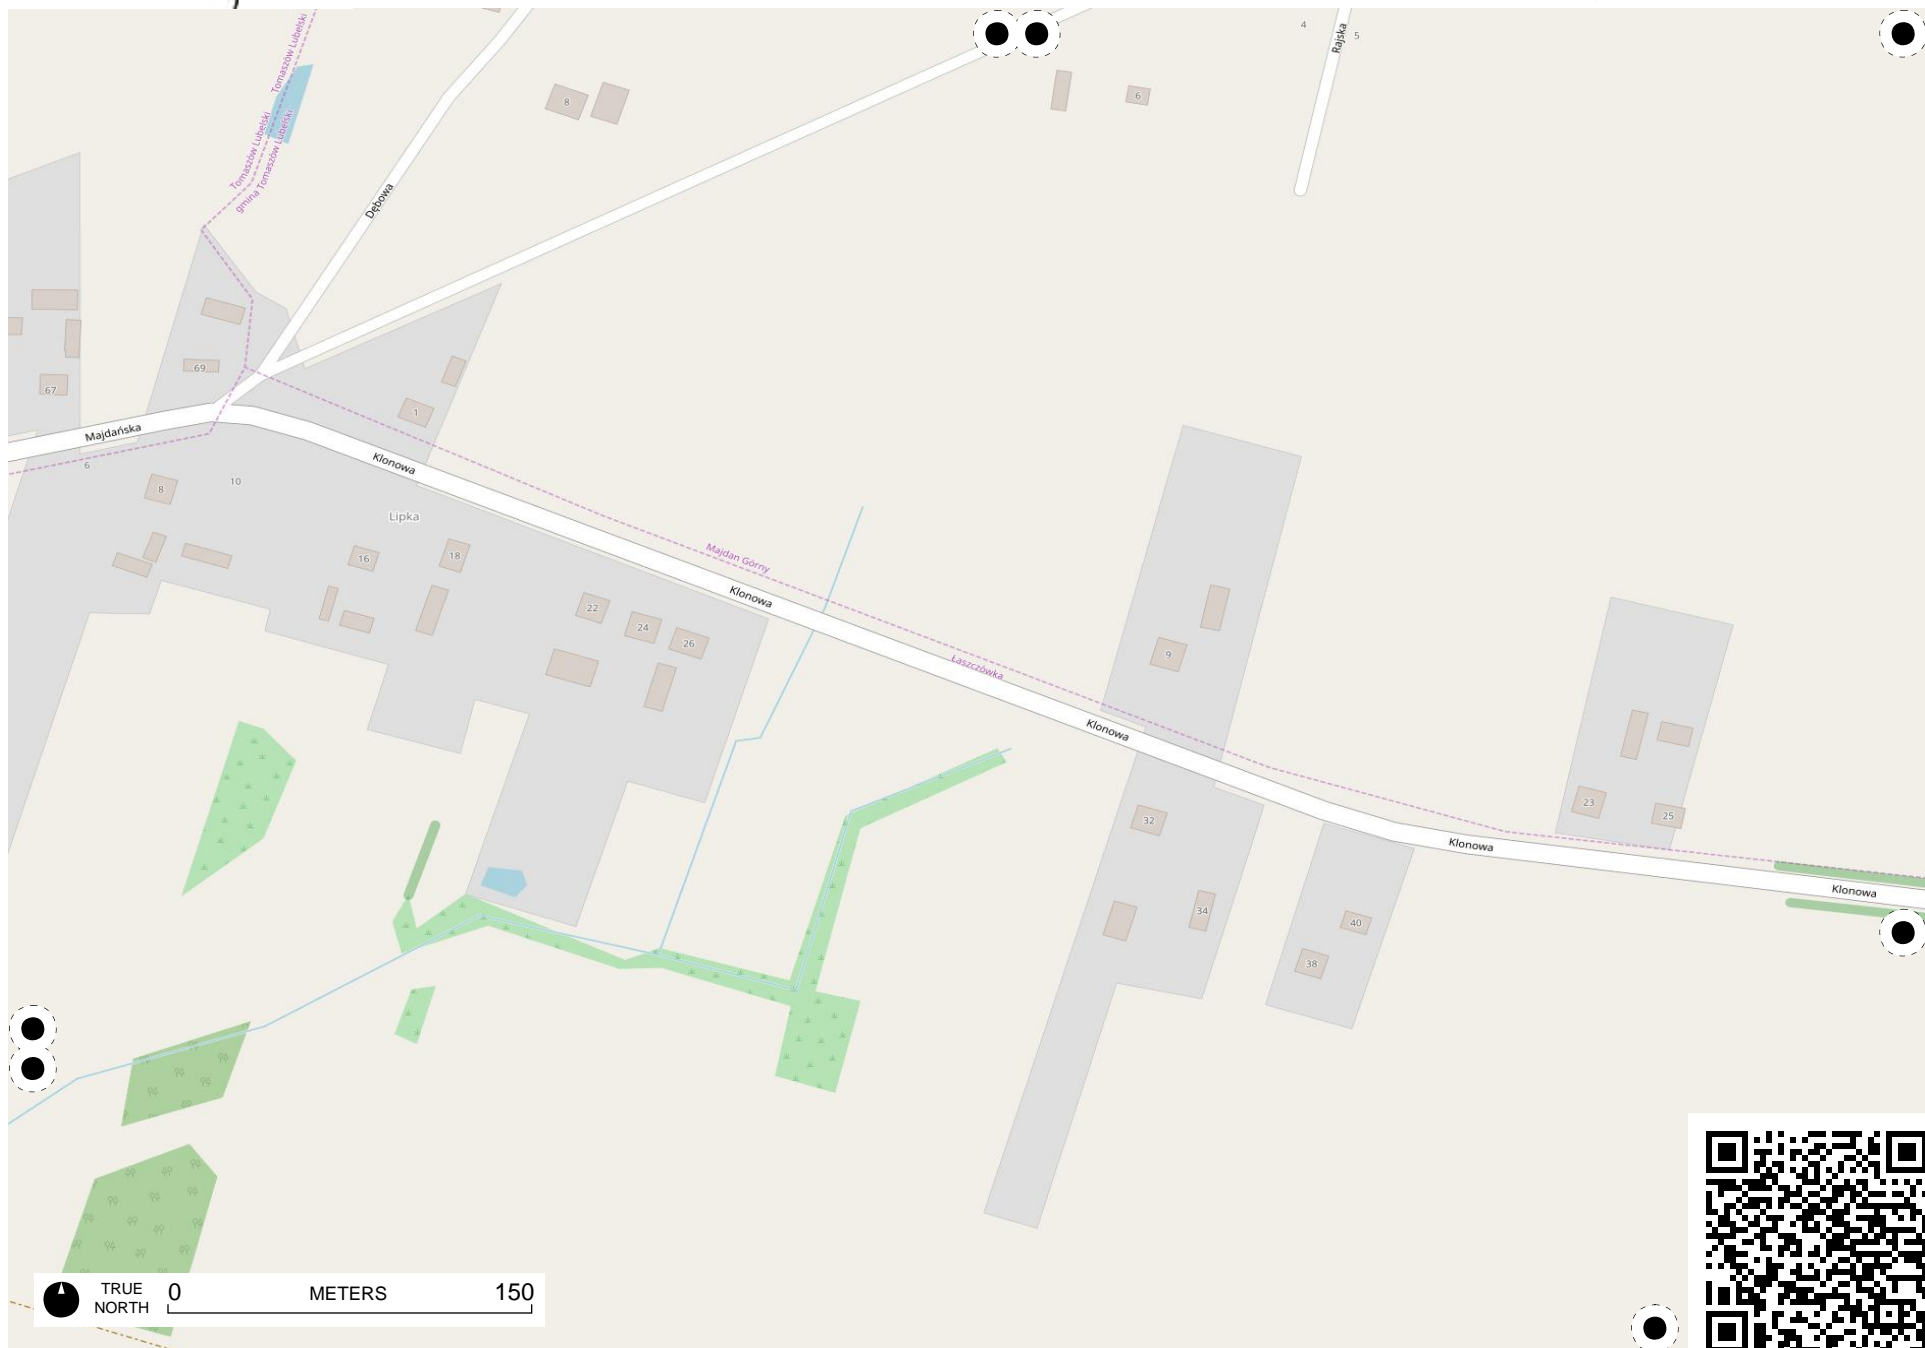 Tomaszów Lubelski
4
5
Rajska
8
6
Tomaszów Lubelski
gmina Tomaszów Lubelski
Dębowa
69
67
1
Majdańska
6
Klonowa
8
10
Lipka
16
18
Majdan Górny
22
Klonowa
24
26
Łaszczówka
9
Klonowa
23
25
32
Klonowa
Klonowa
34
40
38
TRUE
NORTH
0
METERS
150